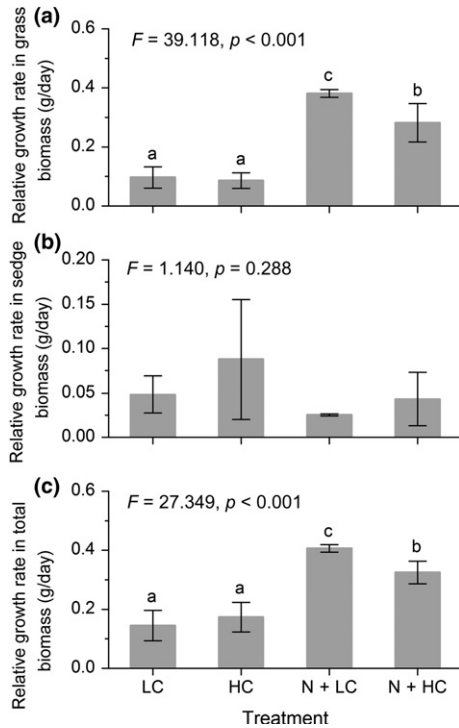 (a)
Relative growth rate in grass
biomass (g/day)
F = 39.118, p < 0.001
0.6
0.4
0.2
0.0
a
a
c
b
(b)
Relative growth rate in sedge
biomass (g/day)
F = 1.140, p = 0.288
0.20
0.15
0.10
0.05
0.00
(c)
Relative growth rate in total
biomass (g/day)
F = 27.349, p < 0.001
0.6
0.4
0.2
0.0
a
a
c
b
LC HC N + LC N + HC
Treatment